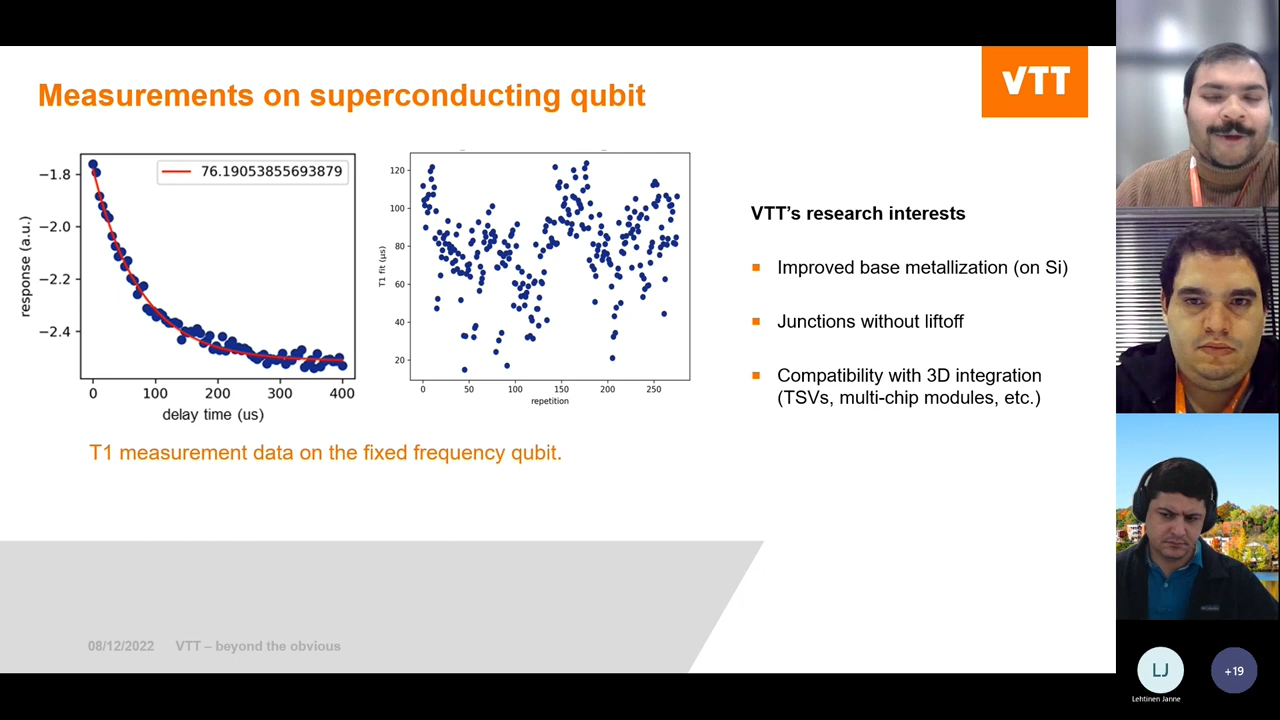 Measurements on superconducting qubit
VTT
76.19053855693879
−1.8
−2.0
−2.2
−2.4
response (a.u.)
0
100
200
300
400
delay time (us)
120
100
80
60
40
20
T1 fit (μs)
0
50
100
150
200
250
repetition
T1 measurement data on the fixed frequency qubit.
VTT's research interests
Improved base metallization (on Si)
Junctions without liftoff
Compatibility with 3D integration
(TSVs, multi-chip modules, etc.)
08/12/2022 VTT – beyond the obvious
LJ
+19
Lehtinen Janne